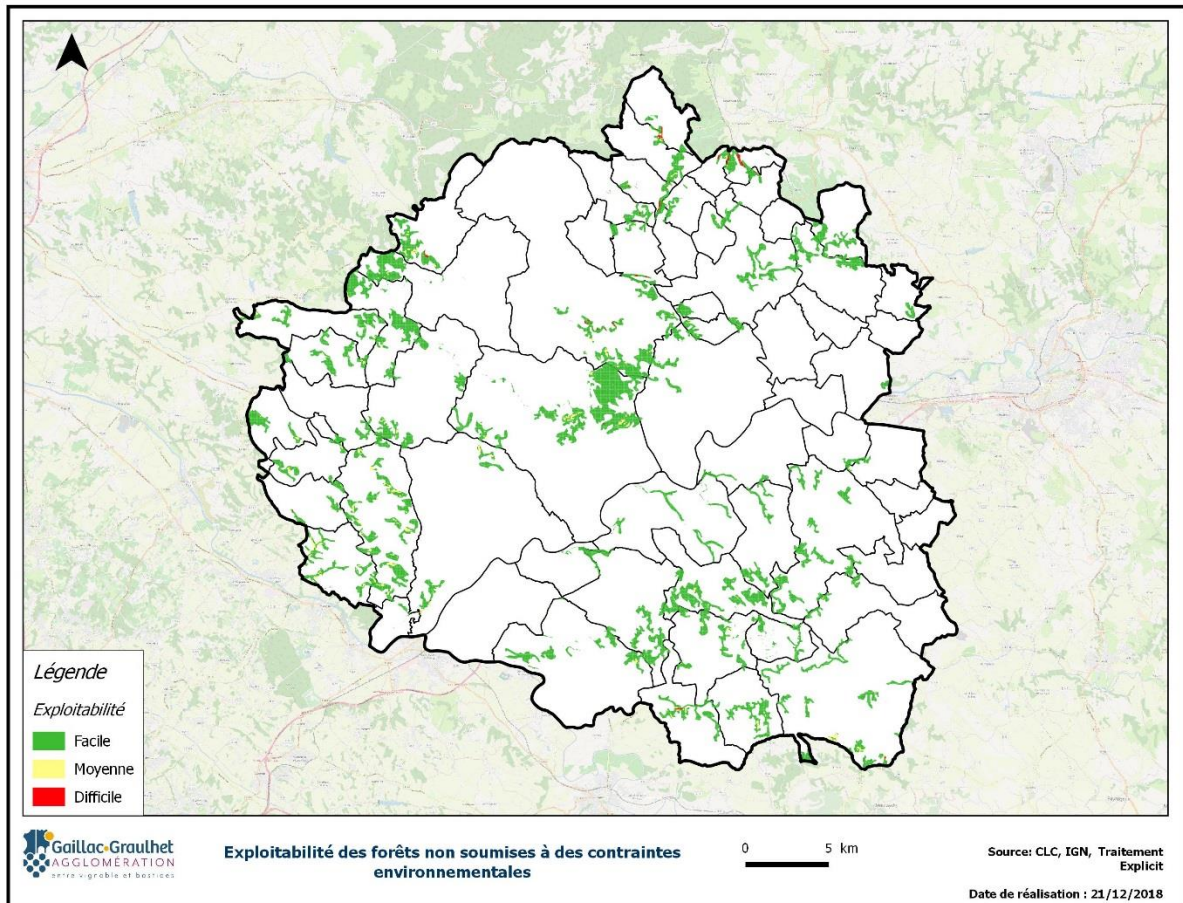 Légende
Exploitabilité
Facile
Moyenne
Difficile
Gaillac•Graulhet
AGGLOMÉRATION
entre vignoble et bastides
Exploitabilité des forêts non soumises à des contraintes
environnementales
0 5 km
Source: CLC, IGN, Traitement
Explicit
Date de réalisation : 21/12/2018